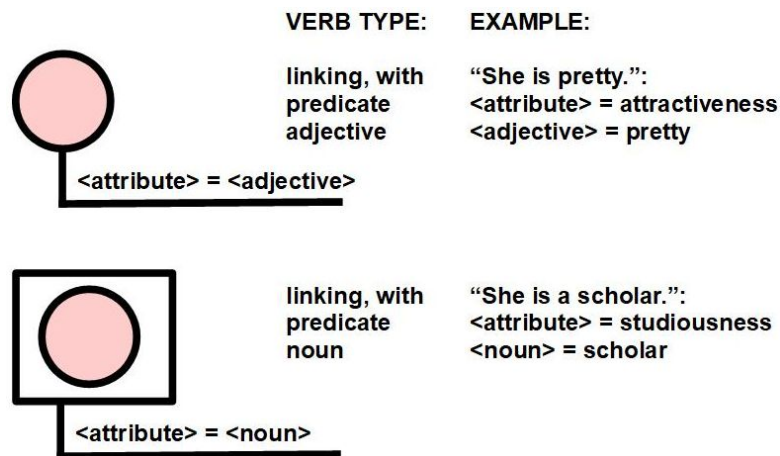 VERB TYPE: EXAMPLE:
linking, with “She is pretty.”:
predicate <attribute> = attractiveness
adjective <adjective> = pretty
<attribute> = <adjective>
linking, with “She is a scholar.”:
predicate <attribute> = studiousness
noun <noun> = scholar
<attribute> = <noun>